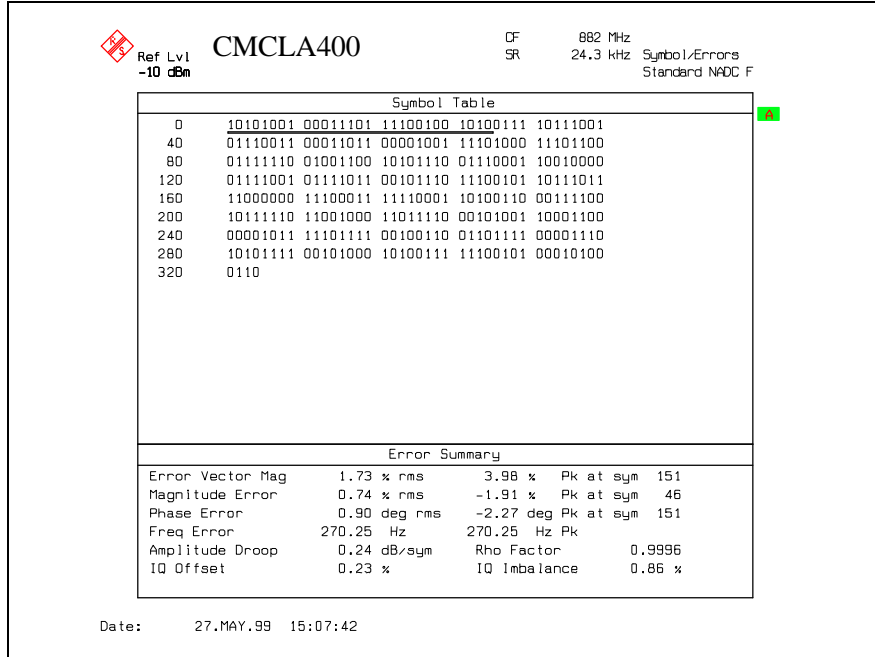 R S
Ref Lvl
-10 dBm
CMCLA400
CF 882 MHz
SR 24.3 kHz Symbol/Errors
Standard NADC F
A
Symbol Table
0 10101001 00011101 11100100 10100111 10111001
40 01110011 00011011 00001001 11101000 11101100
80 01111110 01001100 10101110 01110001 10010000
120 01111001 01111011 00101110 11100101 10111011
160 11000000 11100011 11110001 10100110 00111100
200 10111110 11001000 11011110 00101001 10001100
240 00001011 11101111 00100110 01101111 00001110
280 10101111 00101000 10100111 11100101 00010100
320 0110
Error Summary
Error Vector Mag 1.73 % rms 3.98 % Pk at sym 151
Magnitude Error 0.74 % rms -1.91 % Pk at sym 46
Phase Error 0.90 deg rms -2.27 deg Pk at sym 151
Freq Error 270.25 Hz 270.25 Hz Pk
Amplitude Droop 0.24 dB/sym Rho Factor 0.9996
IQ Offset 0.23 % IQ Imbalance 0.86 %
Date: 27.MAY.99 15:07:42